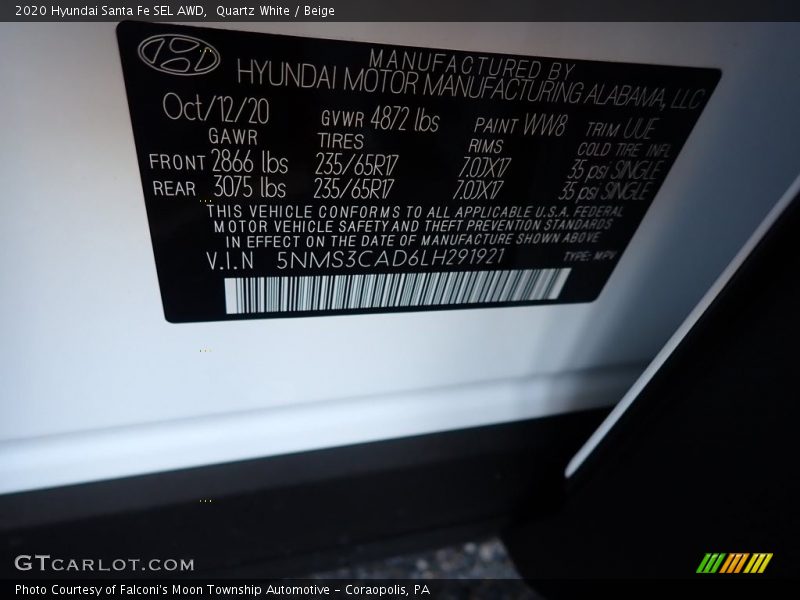 2020 Hyundai Santa Fe SEL AWD,  Quartz White / Beige
MANUFACTURED BY
HYUNDAI MOTOR MANUFACTURING ALABAMA, LLC
Oct/12/20 GVWR 4872 lbs PAINT WW8 TRIM UUE
GAWR TIRES RIMS COLD TIRE INFL
FRONT 2866 lbs 235/65R17 7.0JX17 35 psi SINGLE
REAR 3075 lbs 235/65R17 7.0JX17 35 psi SINGLE
THIS VEHICLE CONFORMS TO ALL APPLICABLE U.S.A. FEDERAL
MOTOR VEHICLE SAFETY AND THEFT PREVENTION STANDARDS
IN EFFECT ON THE DATE OF MANUFACTURE SHOWN ABOVE
V.I.N 5NMS3CAD6LH291921 TYPE: MPV
GTCARLOT.COM
Photo Courtesy of Falconi's Moon Township Automotive - Coraopolis, PA